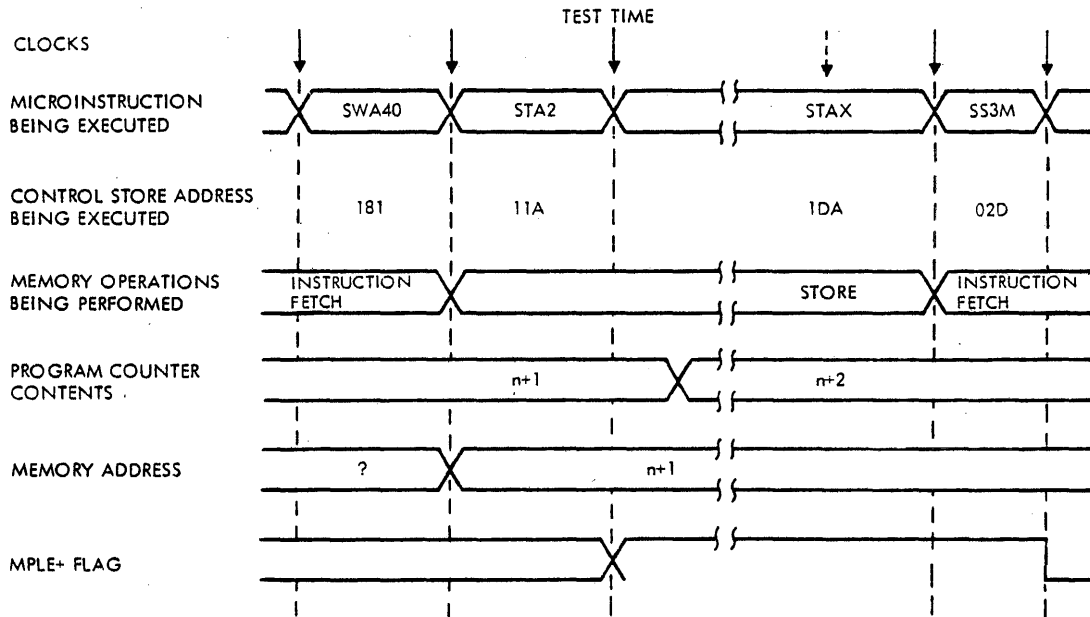 TEST TIME
CLOCKS
MICROINSTRUCTION
BEING EXECUTED
SWA40
STA2
STAX
SS3M
CONTROL STORE ADDRESS
BEING EXECUTED
181
11A
1DA
02D
MEMORY OPERATIONS
BEING PERFORMED
INSTRUCTION
FETCH
STORE
INSTRUCTION
FETCH
PROGRAM COUNTER
CONTENTS
n+1
n+2
MEMORY ADDRESS
?
n+1
MPLE+ FLAG